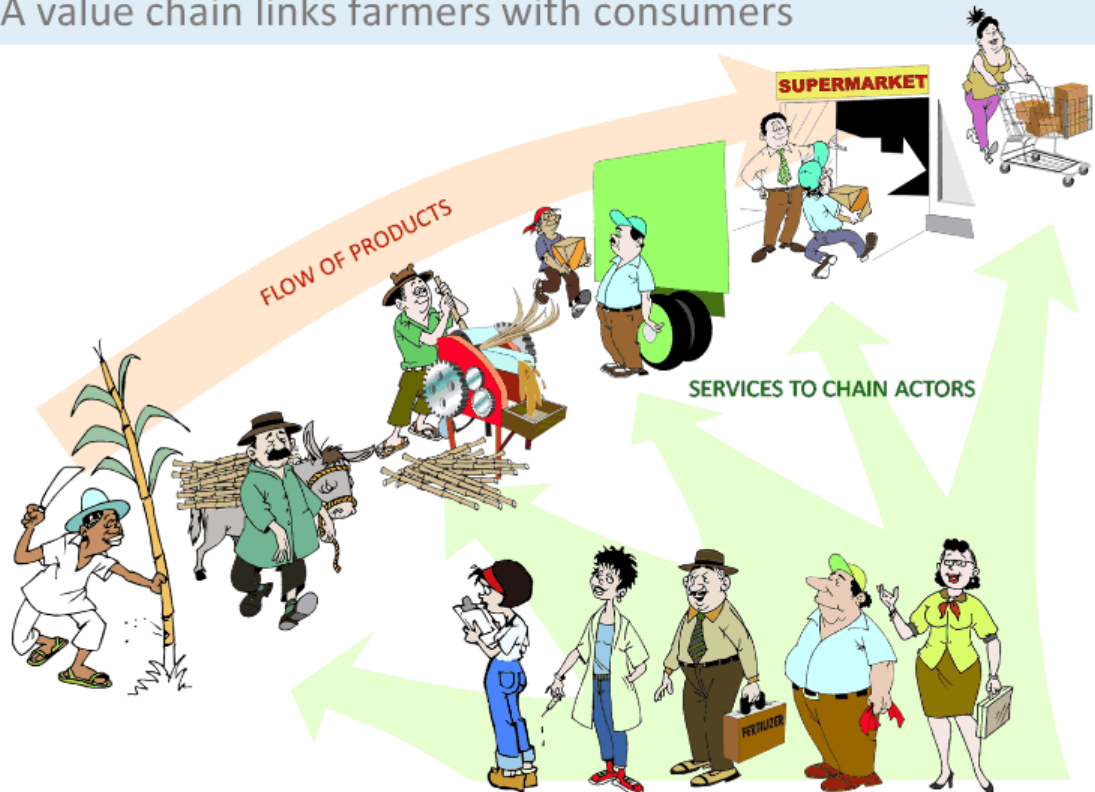 A value chain links farmers with consumers
SUPERMARKET
FLOW OF PRODUCTS
SERVICES TO CHAIN ACTORS
FERTILIZER